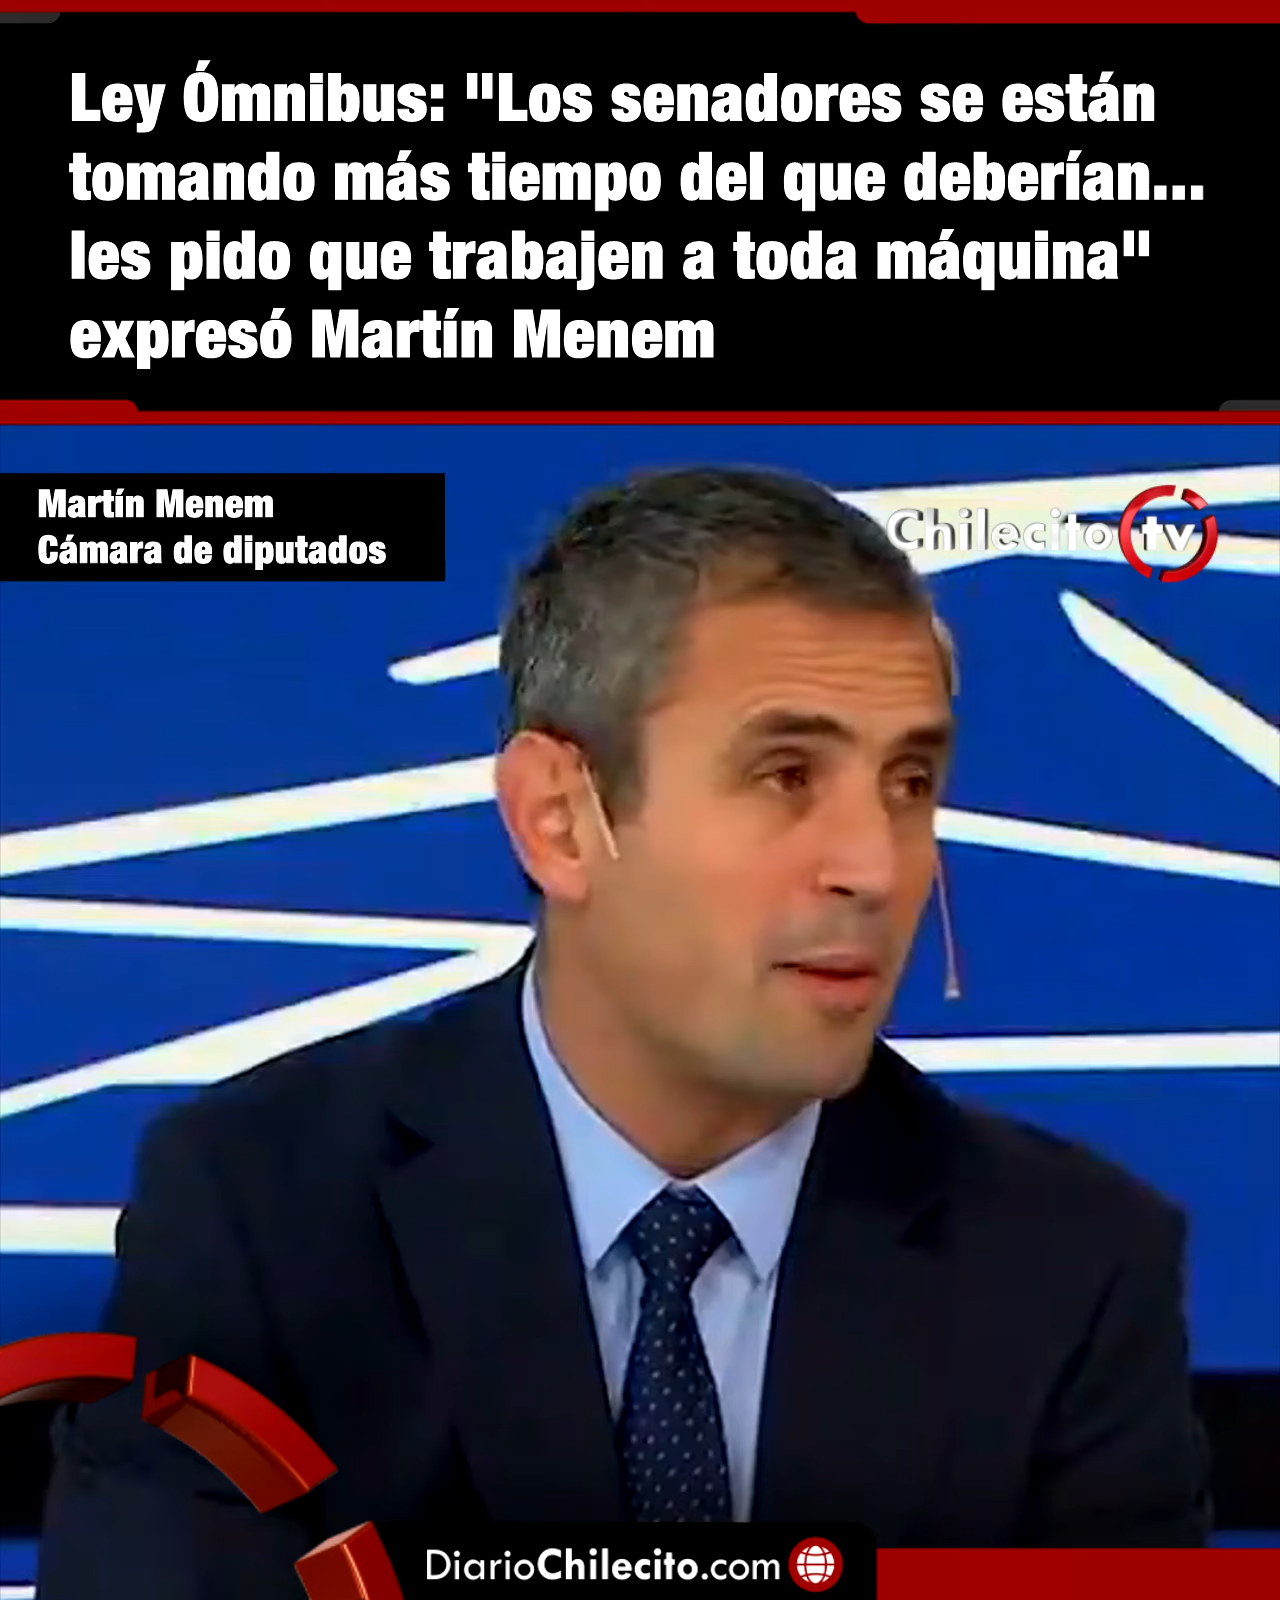 Ley Ómnibus: "Los senadores se están
tomando más tiempo del que deberían...
les pido que trabajen a toda máquina"
expresó Martín Menem
Martín Menem
Cámara de diputados
Chilecito tv
DiarioChilecito.com